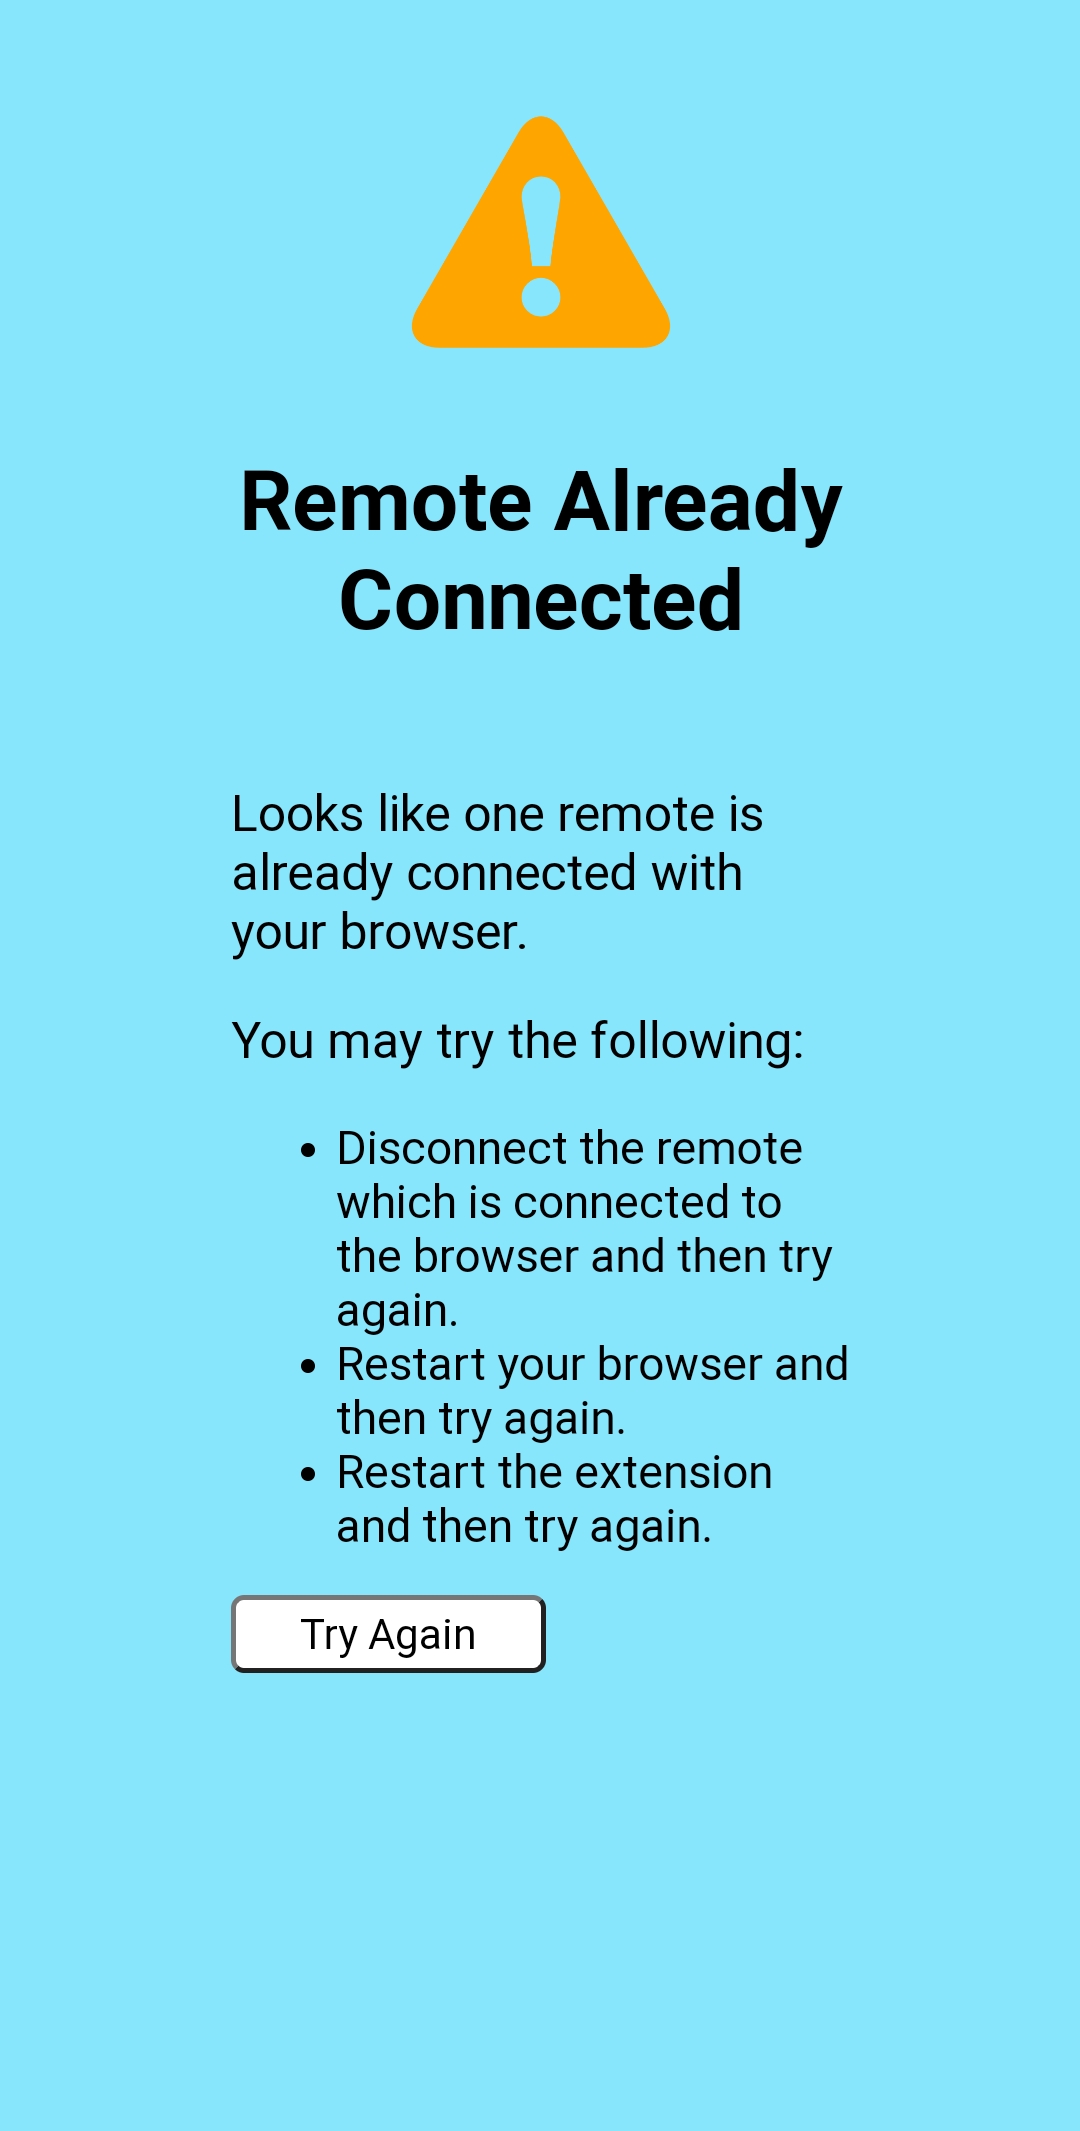 Remote Already
Connected
Looks like one remote is
already connected with
your browser.
You may try the following:
• Disconnect the remote
which is connected to
the browser and then try
again.
• Restart your browser and
then try again.
• Restart the extension
and then try again.
Try Again